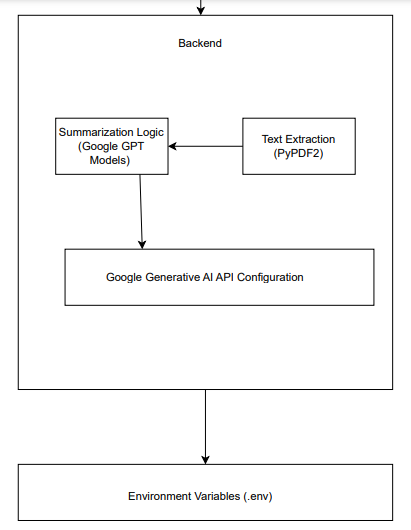 Backend
Summarization Logic
(Google GPT
Models)
Text Extraction
(PyPDF2)
Google Generative AI API Configuration
Environment Variables (.env)